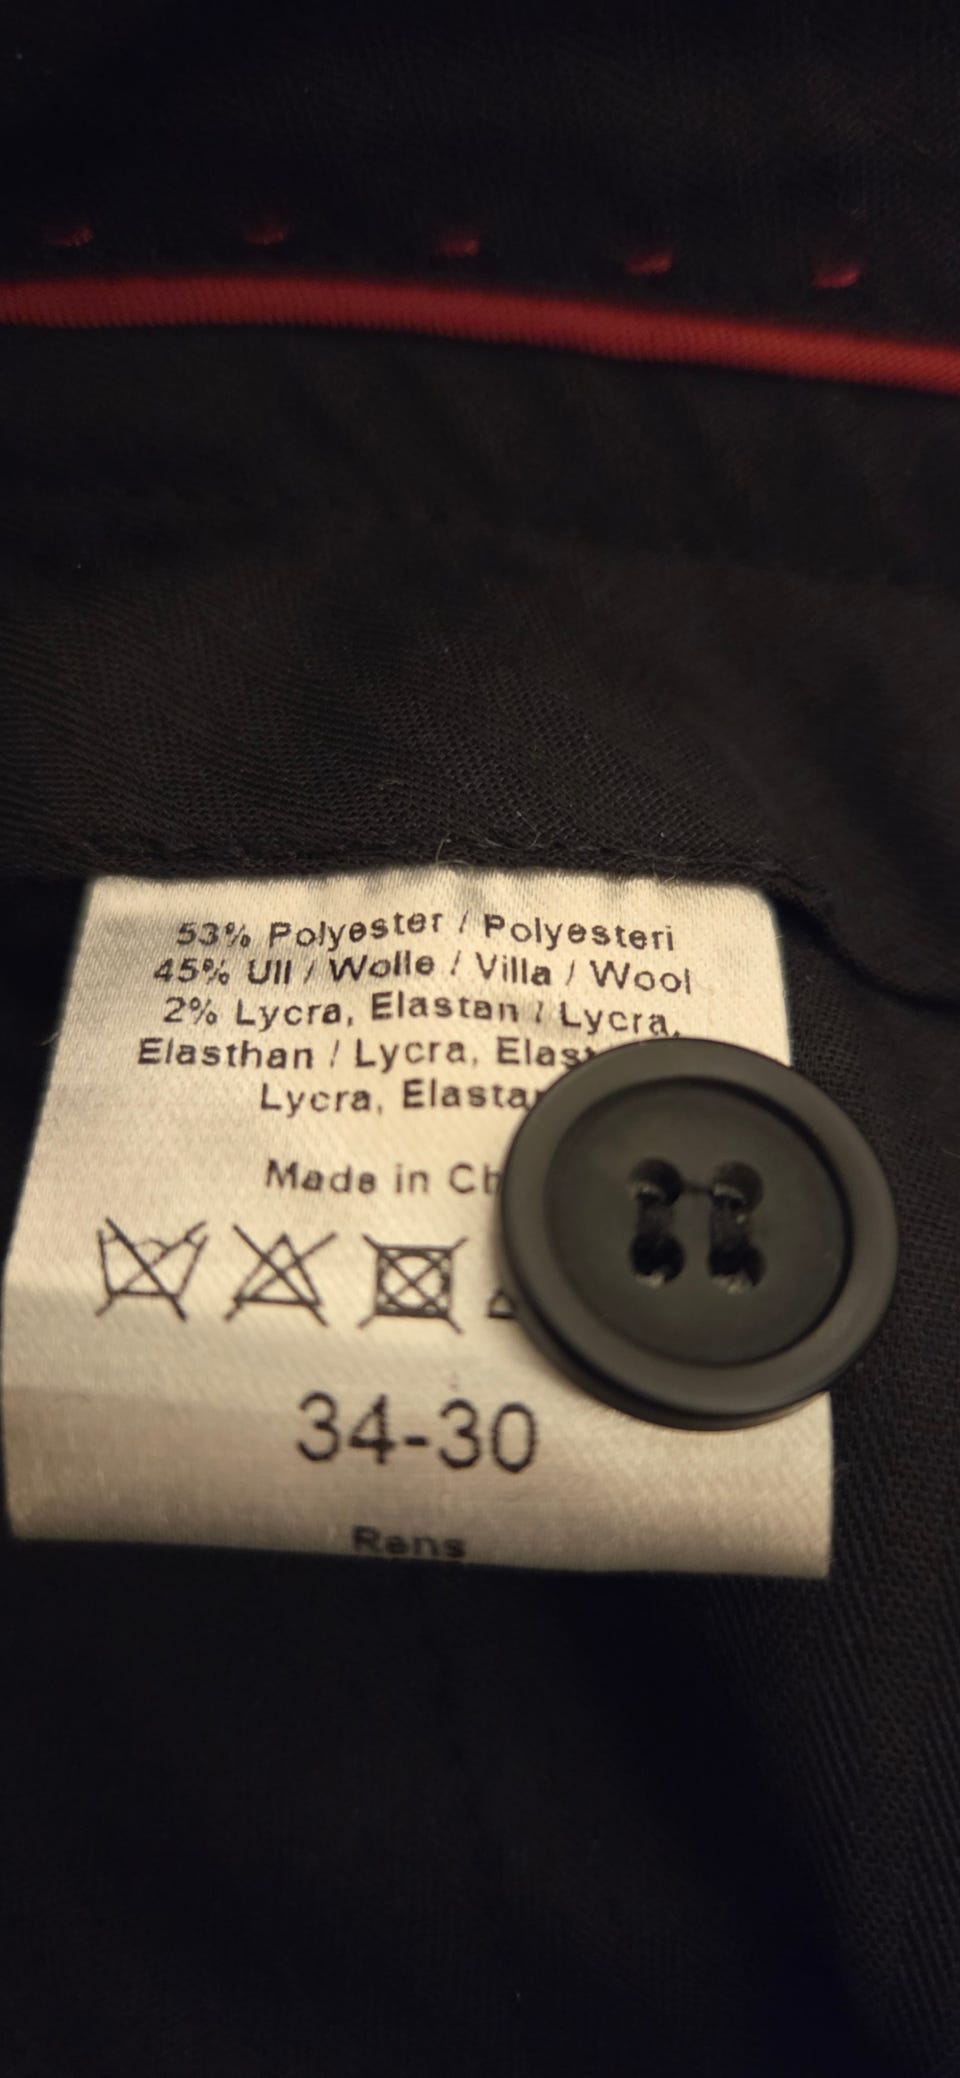 53% Polyester / Polyesteri
45% Ull / Wolle / Villa / Wool
2% Lycra, Elastan / Lycra,
Elasthan / Lycra,
Lycra,
Made in
34-30
Rens